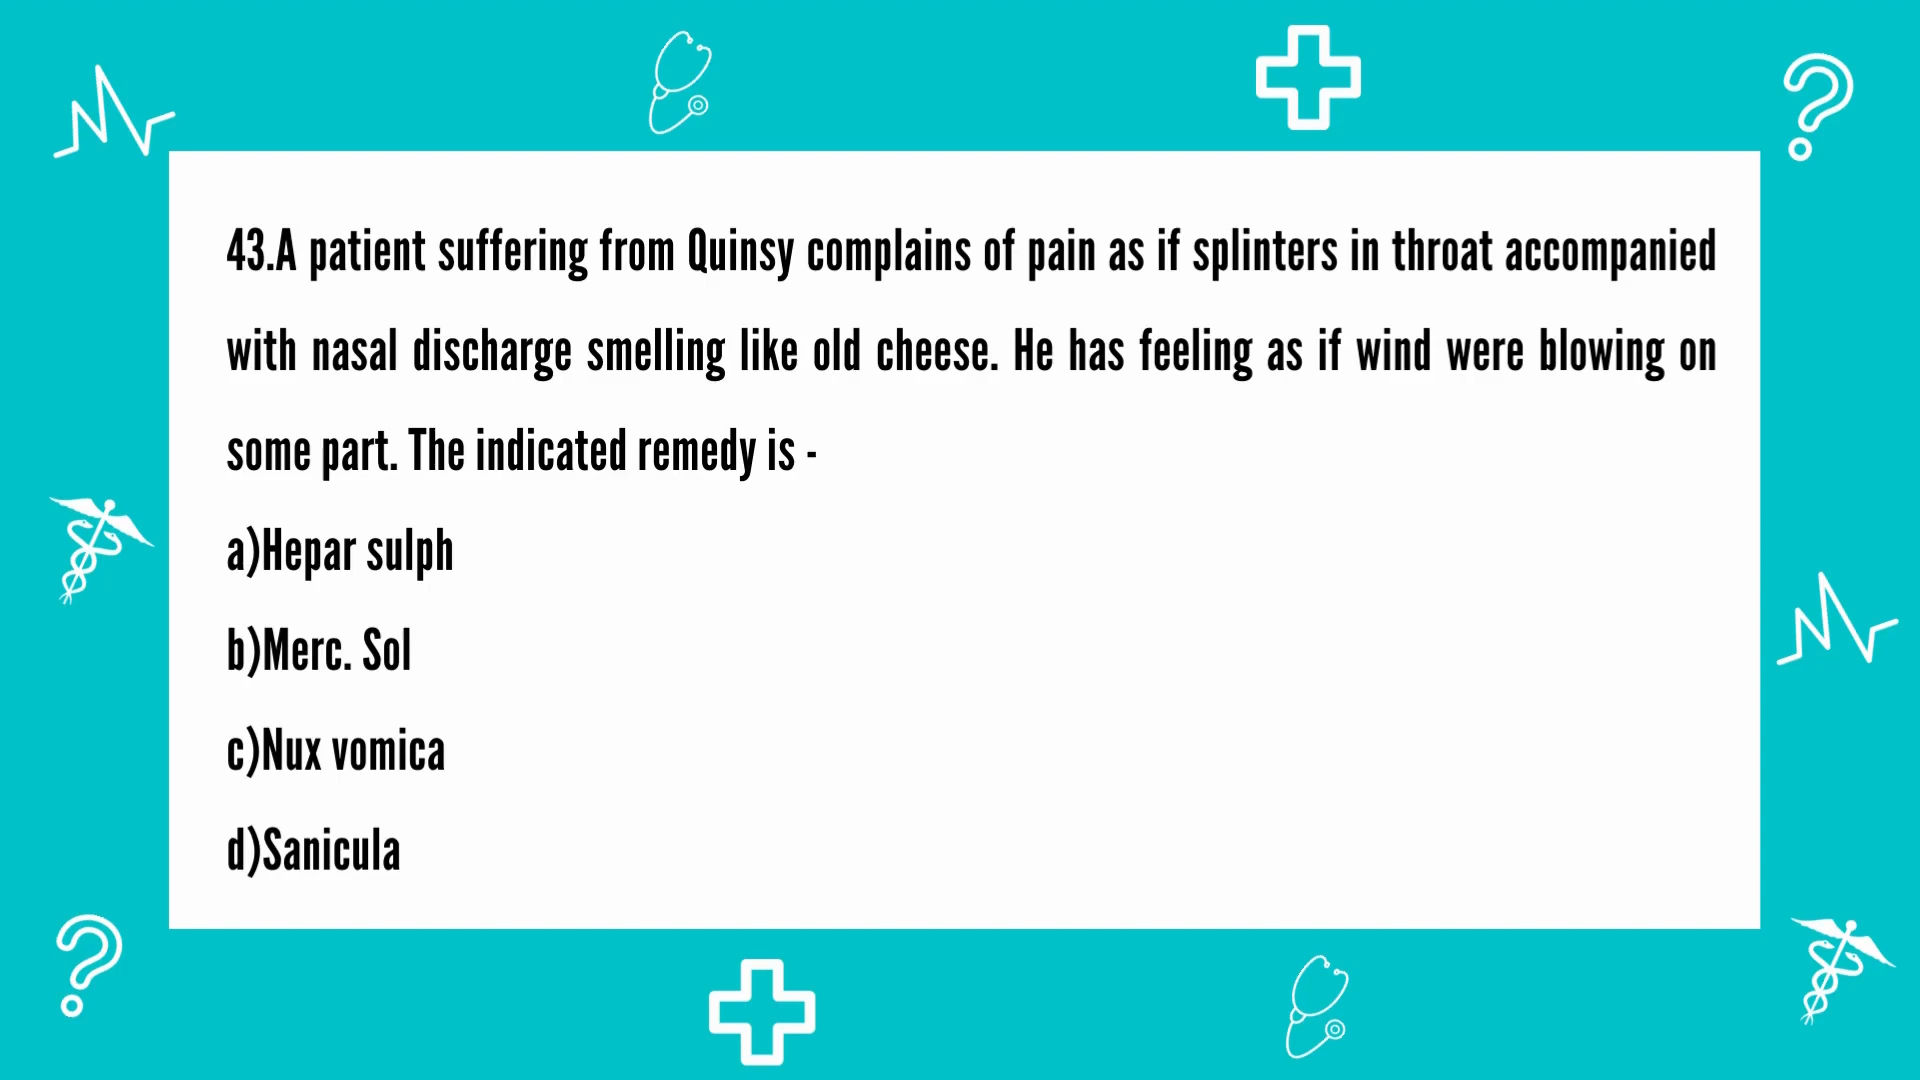 43.A patient suffering from Quinsy complains of pain as if splinters in throat accompanied
with nasal discharge smelling like old cheese. He has feeling as if wind were blowing on
some part. The indicated remedy is -
a)Hepar sulph
b)Merc. Sol
c)Nux vomica
d)Sanicula